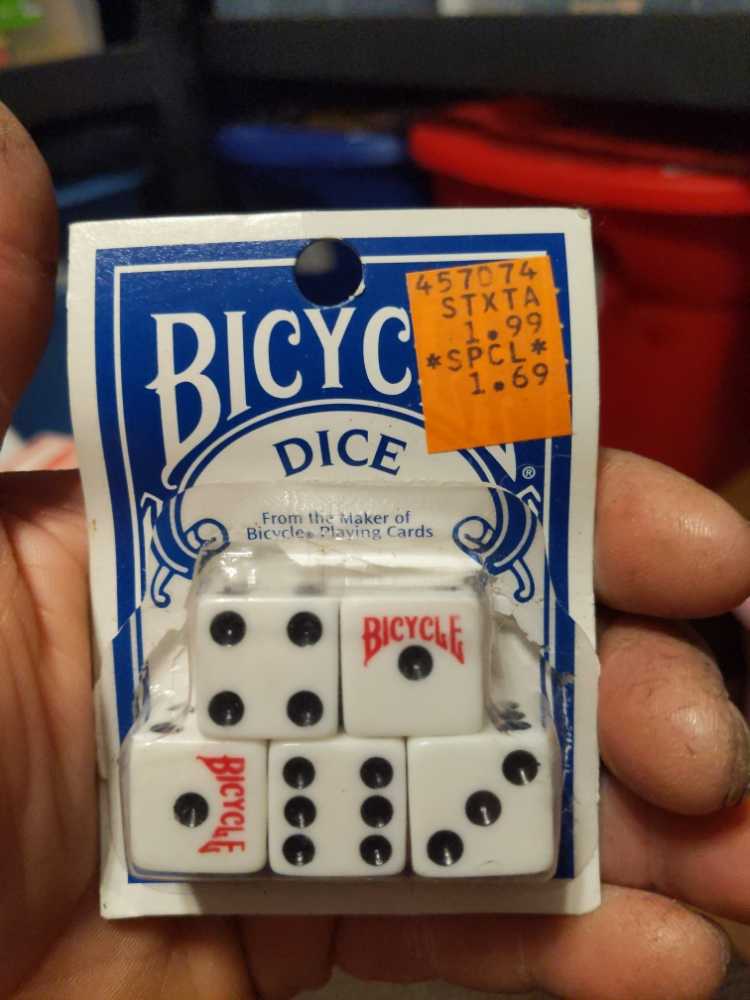 457074
STXTA
1.99
*SPCL*
1.69
BICYC
DICE
®
From the Maker of
Bicycle® Playing Cards
BICYCLE
BICYCLE